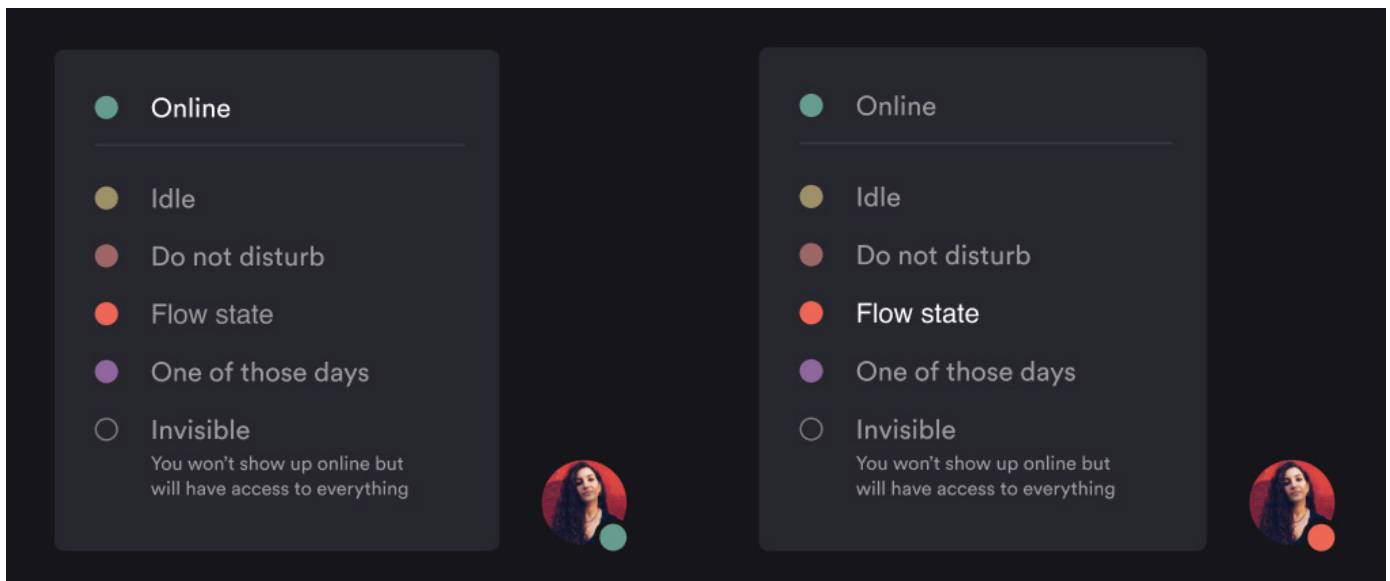 Online
Idle
Do not disturb
Flow state
One of those days
Invisible
You won’t show up online but
will have access to everything
Online
Idle
Do not disturb
Flow state
One of those days
Invisible
You won’t show up online but
will have access to everything